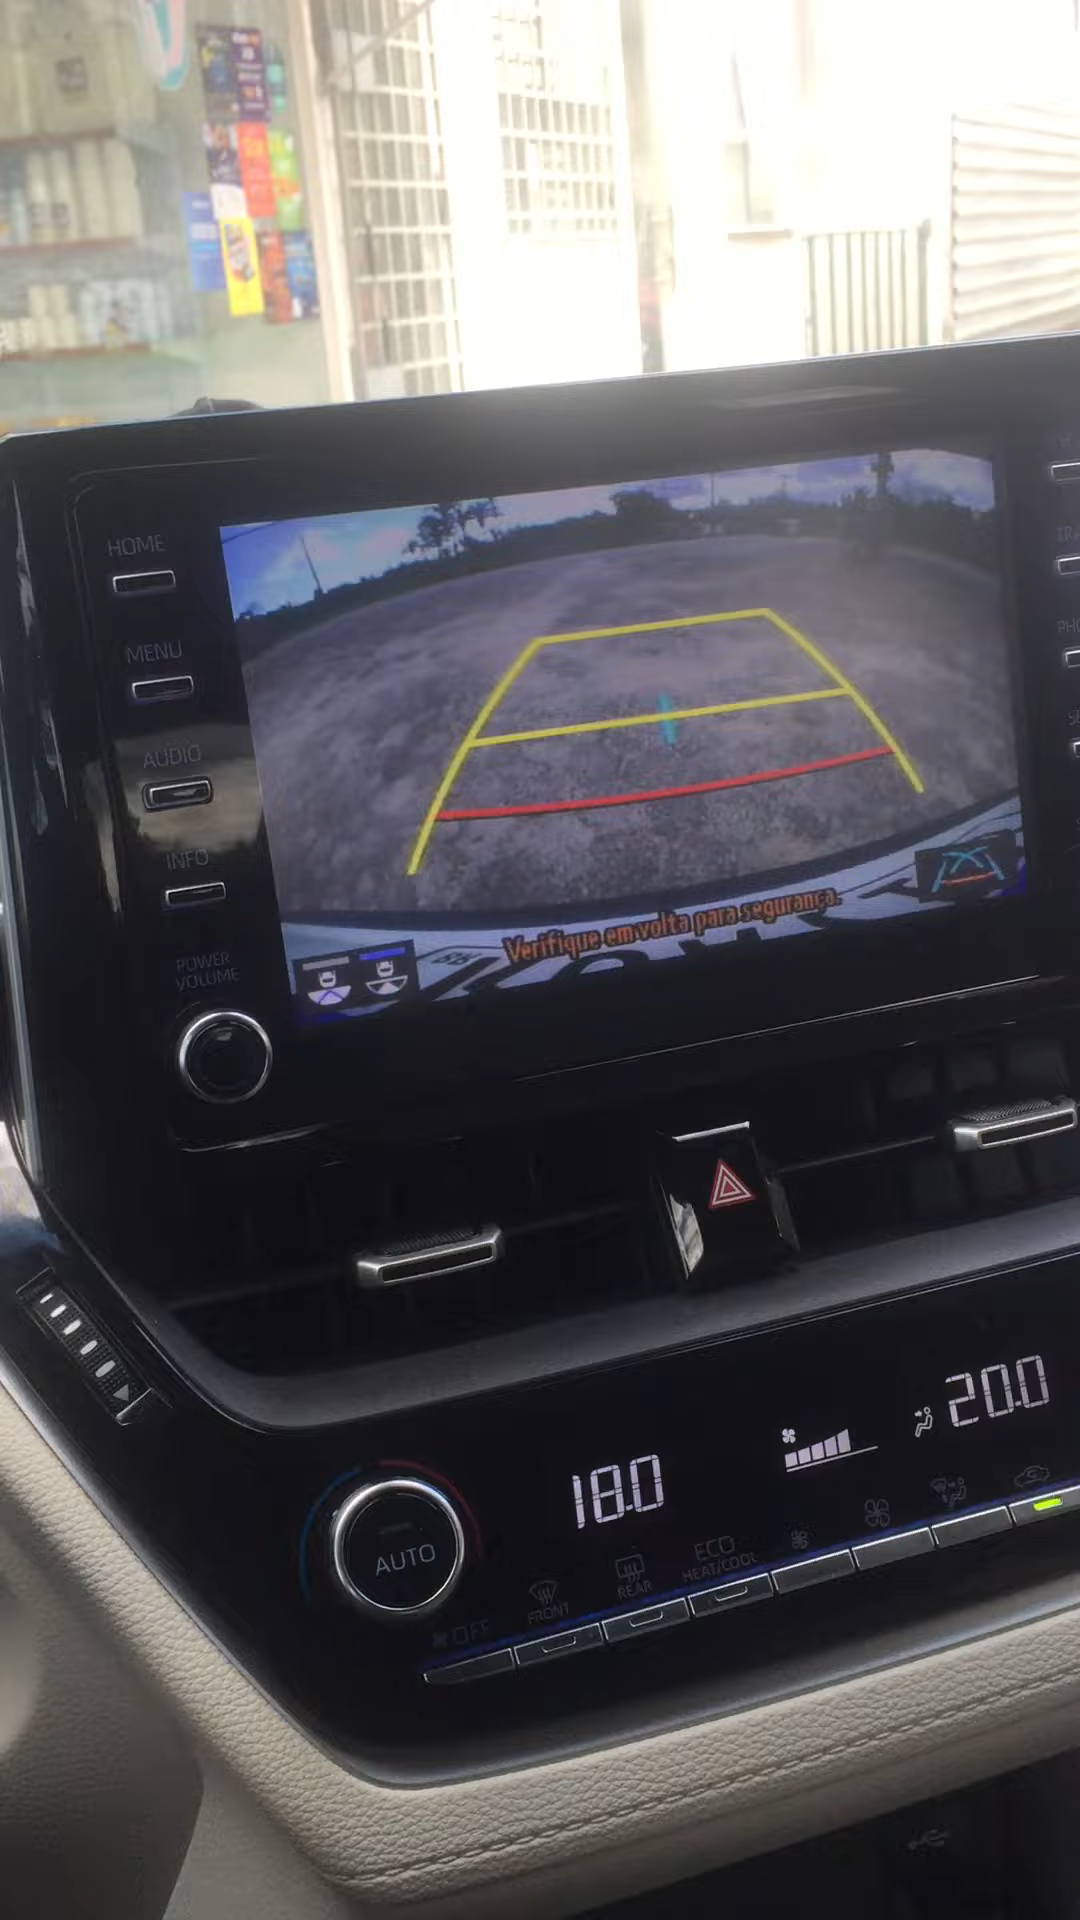 HOME
MENU
AUDIO
INFO
POWER
VOLUME
Verifique em volta para segurança.
20.0
18.0
AUTO
ECO
HEAT/COOL
REAR
FRONT
OFF